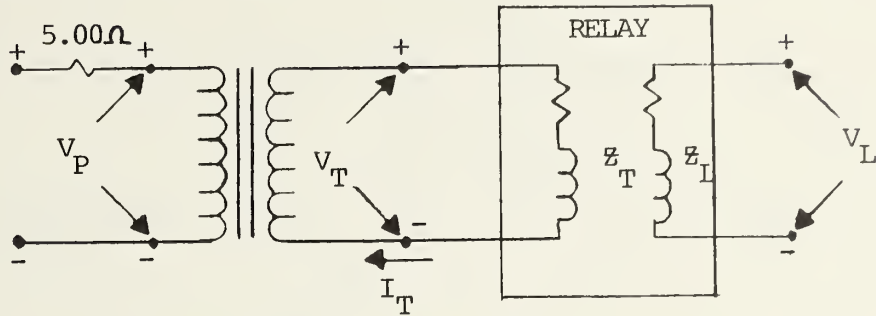 5.00Ω
RELAY
+ + + +
V_P
V_T
Z_T
Z_L
V_L
-
- - -
I_T